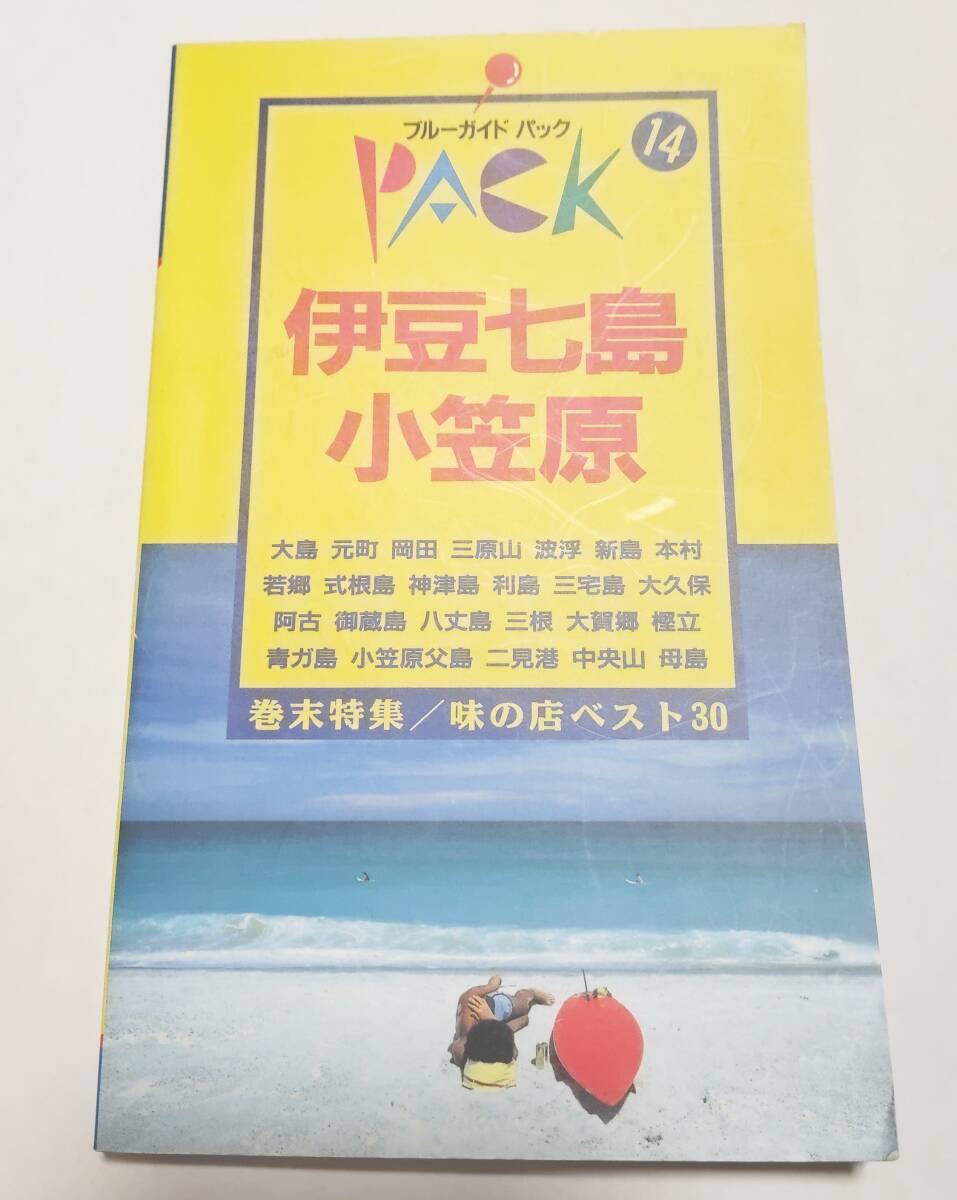 ブルーガイド パック
PACK
14
伊豆七島
小笠原
大島 元町 岡田 三原山 波浮 新島 本村
若郷 式根島 神津島 利島 三宅島 大久保
阿古 御蔵島 八丈島 三根 大賀郷 樫立
青ガ島 小笠原父島 二見港 中央山 母島
巻末特集/味の店ベスト30